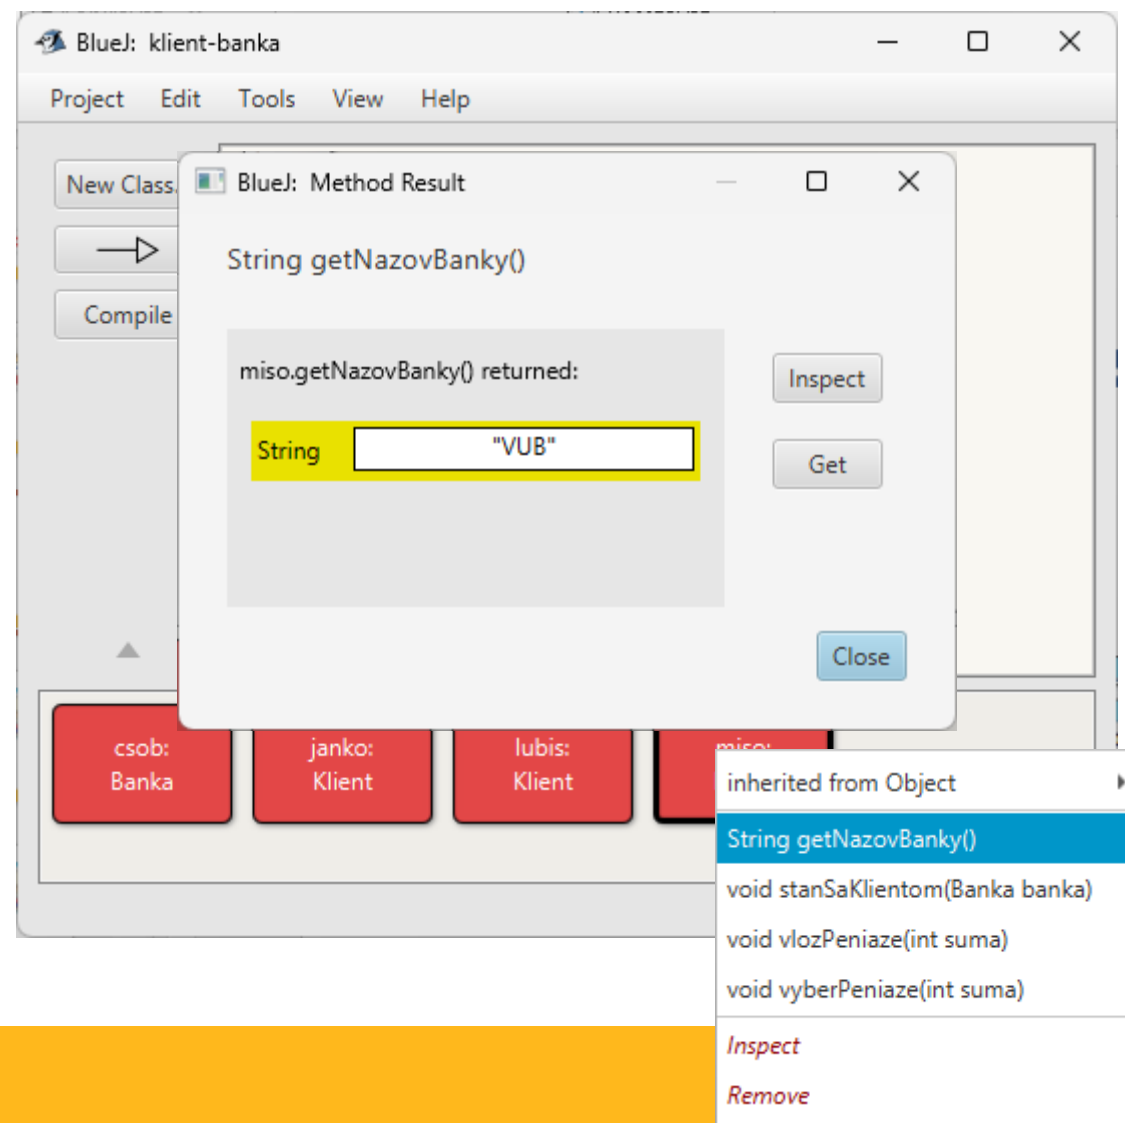 BlueJ: klient-banka
Project Edit Tools View Help
New Class.
Compile
BlueJ: Method Result
String getNazovBanky()
miso.getNazovBanky() returned:
String "VUB"
Inspect
Get
Close
csob:
Banka
janko:
Klient
lubis:
Klient
miso:
inherited from Object
String getNazovBanky()
void stanSaKlientom(Banka banka)
void vlozPeniaze(int suma)
void vyberPeniaze(int suma)
Inspect
Remove